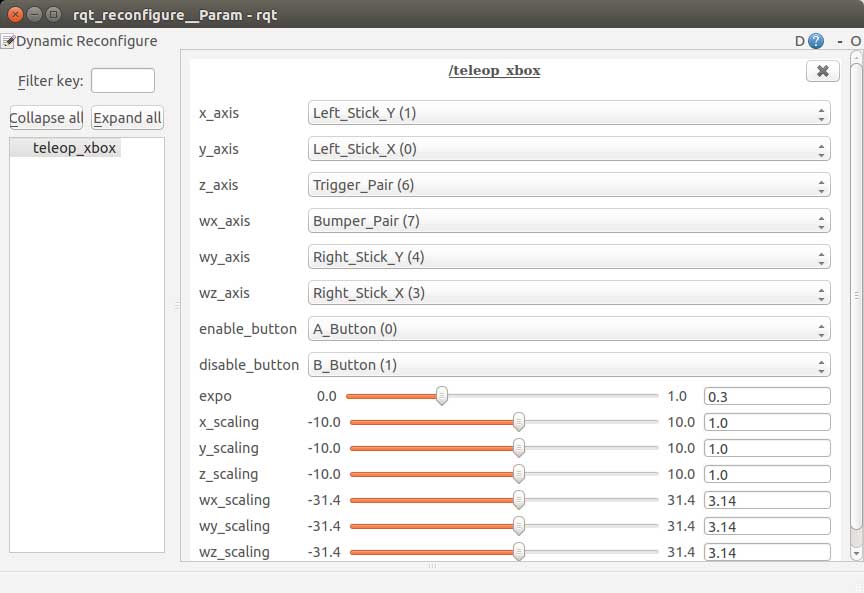 rqt_reconfigure__Param - rqt
Dynamic Reconfigure D ? - O
Filter key:
Collapse all Expand all
teleop_xbox
/teleop_xbox
x_axis Left_Stick_Y (1)
y_axis Left_Stick_X (0)
z_axis Trigger_Pair (6)
wx_axis Bumper_Pair (7)
wy_axis Right_Stick_Y (4)
wz_axis Right_Stick_X (3)
enable_button A_Button (0)
disable_button B_Button (1)
expo 0.0 1.0 0.3
x_scaling -10.0 10.0 1.0
y_scaling -10.0 10.0 1.0
z_scaling -10.0 10.0 1.0
wx_scaling -31.4 31.4 3.14
wy_scaling -31.4 31.4 3.14
wz_scaling -31.4 31.4 3.14